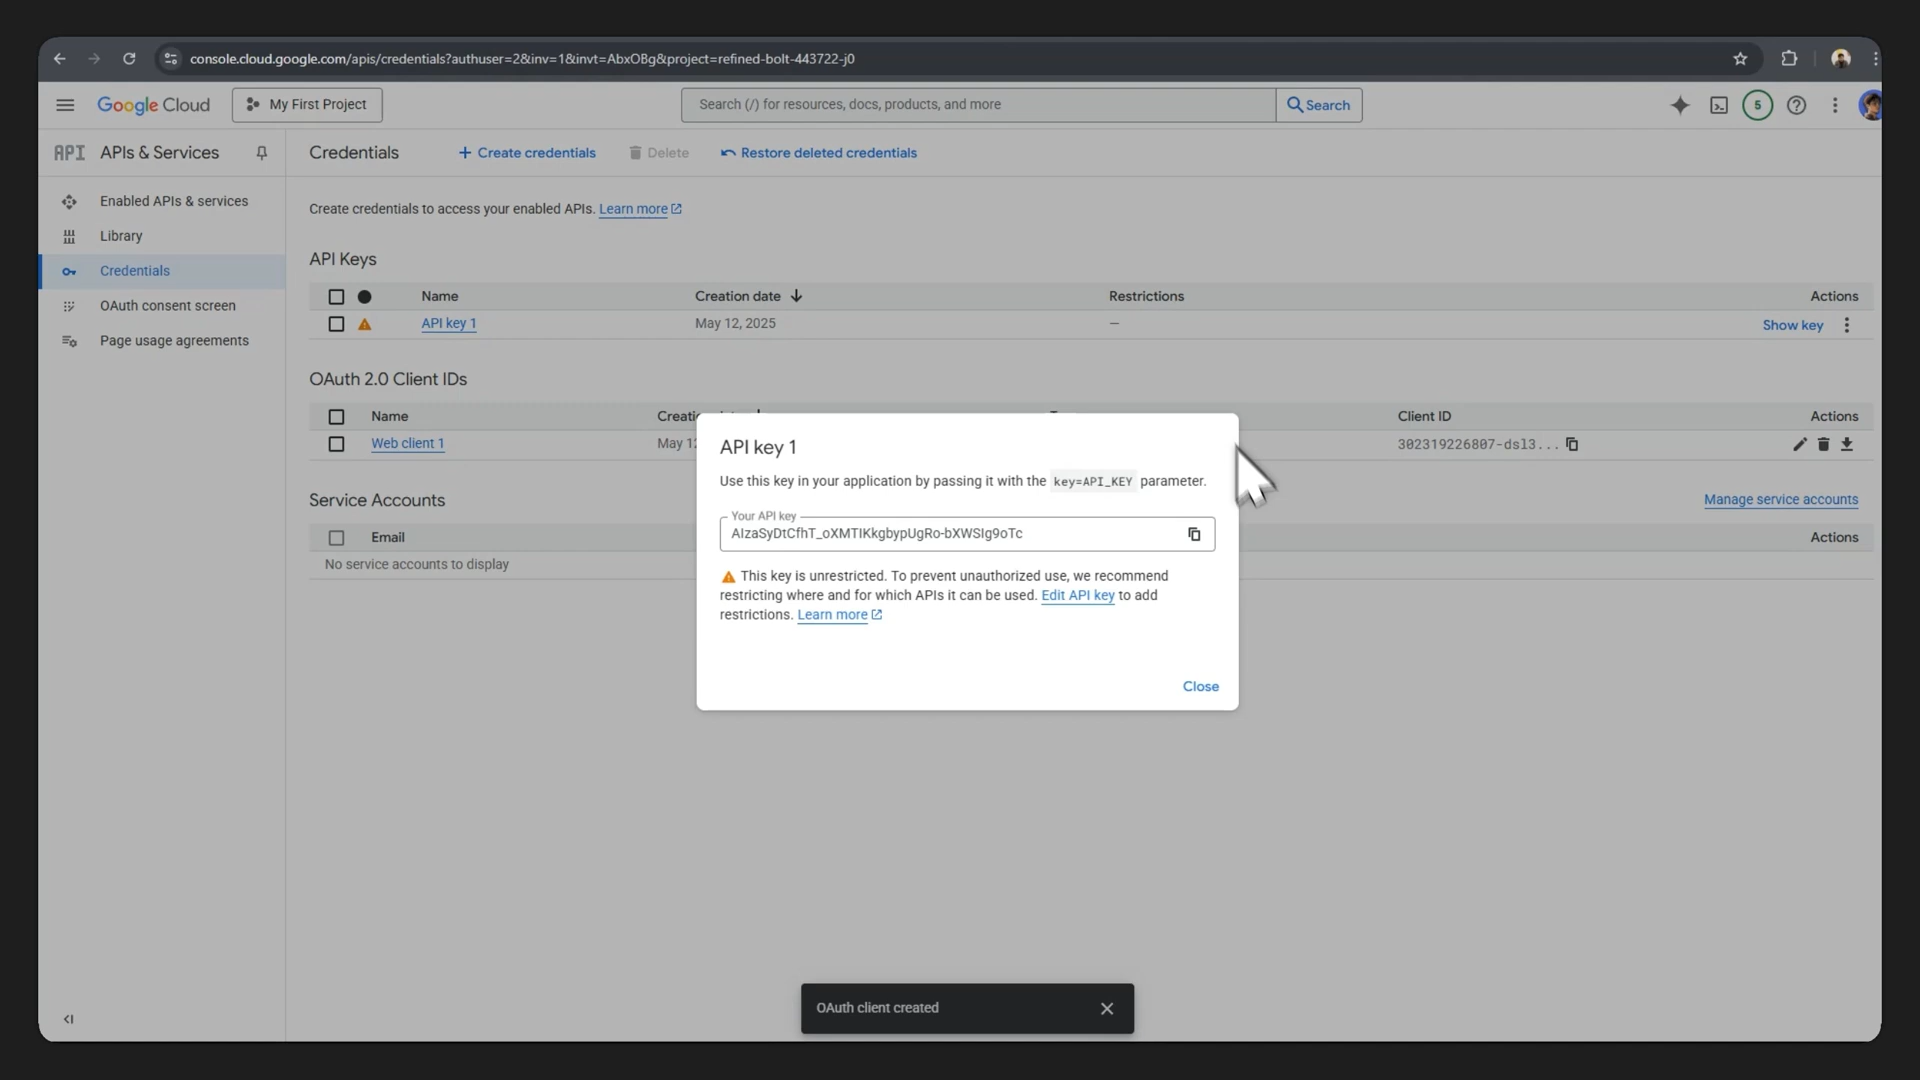 console.cloud.google.com/apis/credentials?authuser=2&inv=1&invt=AbxOBg&project=refined-bolt-443722-j0
Google Cloud
My First Project
Search (/) for resources, docs, products, and more
Search
5
API APIs & Services
Credentials
Create credentials
Delete
Restore deleted credentials
Enabled APIs & services
Library
Credentials
OAuth consent screen
Page usage agreements
Create credentials to access your enabled APIs. Learn more
API Keys
Name Creation date Restrictions Actions
API key 1 May 12, 2025 — Show key
OAuth 2.0 Client IDs
Name Client ID Actions
Web client 1 302319226807-dsl3...
Service Accounts Manage service accounts
Email Actions
No service accounts to display
API key 1
Use this key in your application by passing it with the key=API_KEY parameter.
Your API key
AIzaSyDtCfhT_oXMTIKkgbypUgRo-bXWSIg9oTc
This key is unrestricted. To prevent unauthorized use, we recommend
restricting where and for which APIs it can be used. Edit API key to add
restrictions. Learn more
Close
OAuth client created